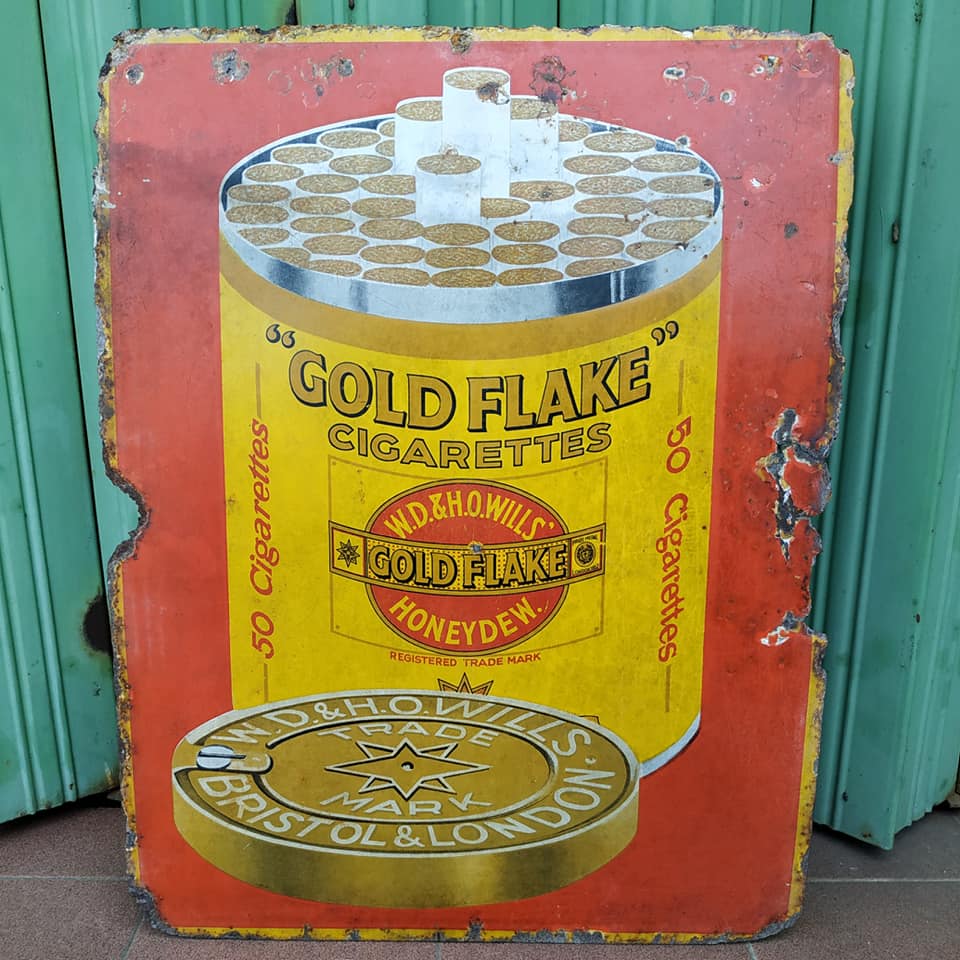 “GOLD FLAKE”
CIGARETTES
50 Cigarettes
50 Cigarettes
W.D.&H.O.WILLS'
GOLD FLAKE
HONEYDEW.
REGISTERED TRADE MARK
W.D.&H.O.WILLS·
TRADE
MARK
BRISTOL&LONDON